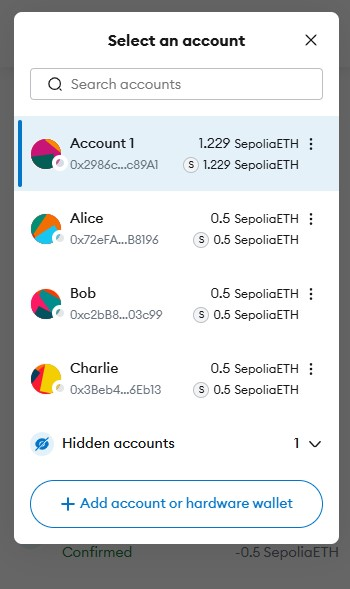 Select an account
Search accounts
Account 1 1.229 SepoliaETH
0x2986c...c89A1 S 1.229 SepoliaETH
Alice 0.5 SepoliaETH
0x72eFA...B8196 S 0.5 SepoliaETH
Bob 0.5 SepoliaETH
0xc2bB8...03c99 S 0.5 SepoliaETH
Charlie 0.5 SepoliaETH
0x3Beb4...6Eb13 S 0.5 SepoliaETH
Hidden accounts 1
+ Add account or hardware wallet
Confirmed -0.5 SepoliaETH